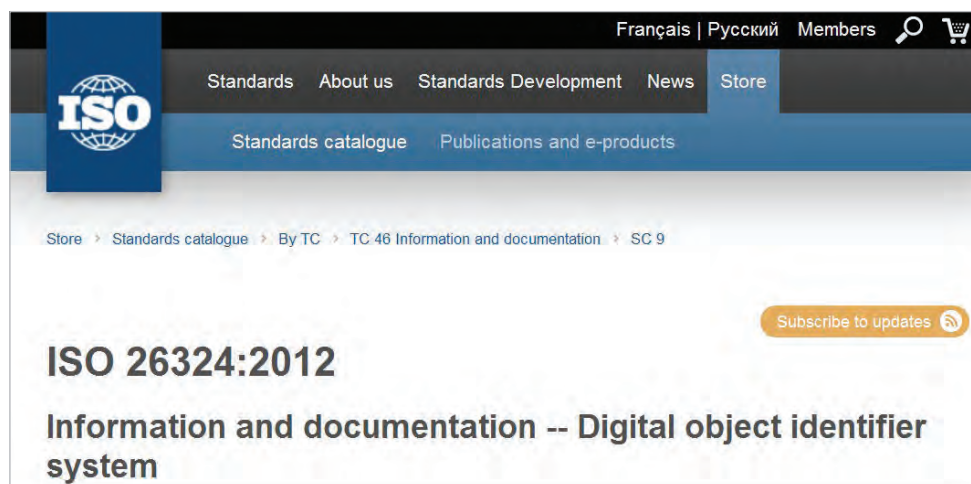 Français | Русский Members
Standards About us Standards Development News Store
ISO
Standards catalogue Publications and e-products
Store > Standards catalogue > By TC > TC 46 Information and documentation > SC 9
Subscribe to updates
ISO 26324:2012
Information and documentation -- Digital object identifier
system